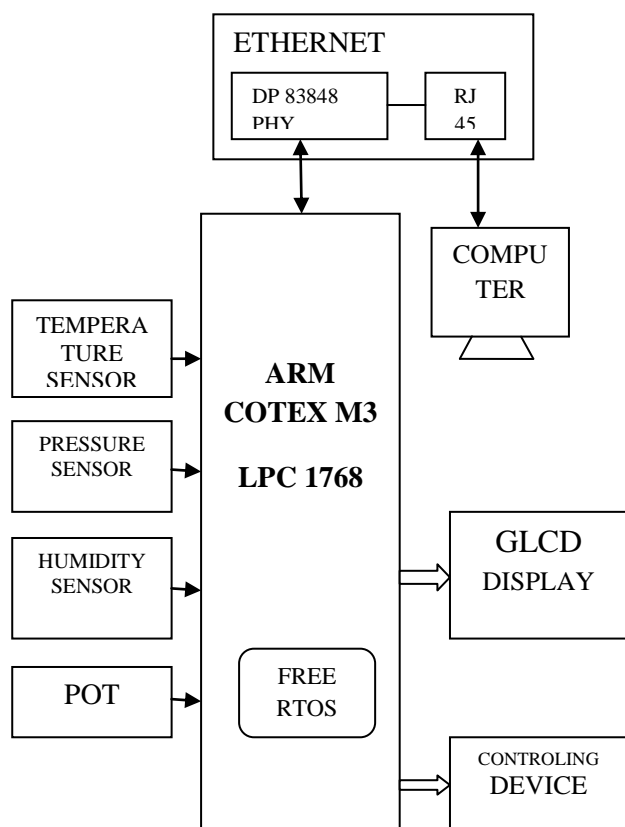 ETHERNET
DP 83848
PHY
RJ
45
COMPU
TER
TEMPERA
TURE
SENSOR
ARM
COTEX M3
LPC 1768
PRESSURE
SENSOR
HUMIDITY
SENSOR
GLCD
DISPLAY
POT
FREE
RTOS
CONTROLING
DEVICE